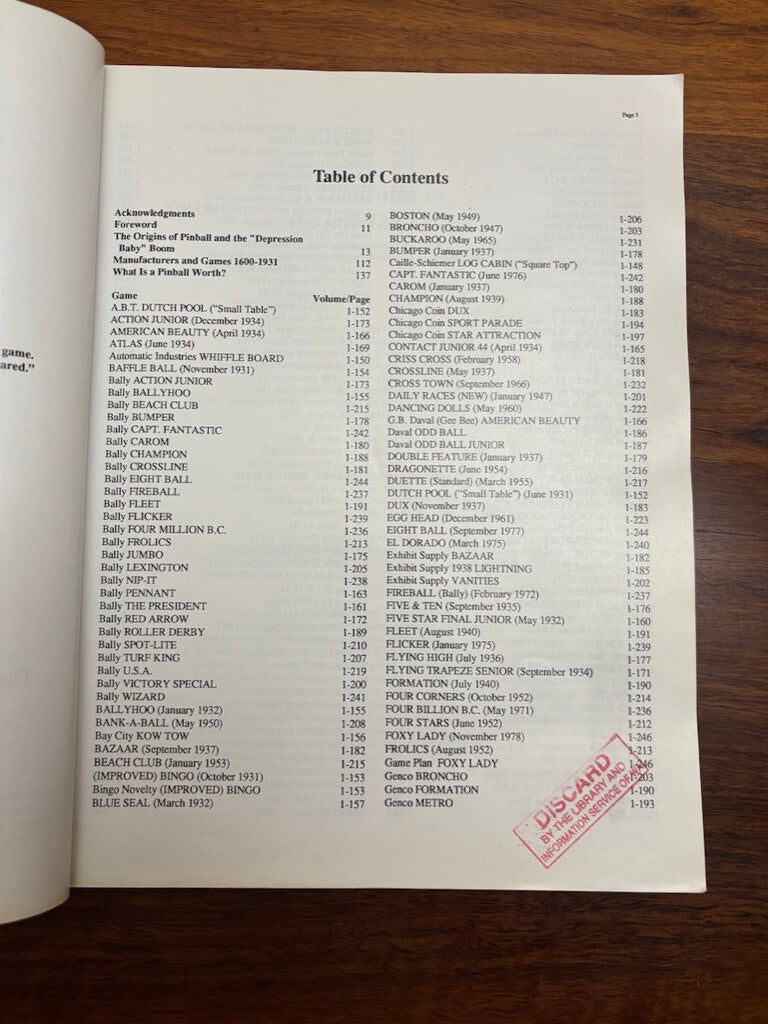 game.
ared.”
Page 3
Table of Contents
Acknowledgments 9
Foreword 11
The Origins of Pinball and the "Depression
Baby" Boom 13
Manufacturers and Games 1600-1931 112
What Is a Pinball Worth? 137
Game Volume/Page
A.B.T. DUTCH POOL (“Small Table”) 1-152
ACTION JUNIOR (December 1934) 1-173
AMERICAN BEAUTY (April 1934) 1-166
ATLAS (June 1934) 1-169
Automatic Industries WHIFFLE BOARD 1-150
BAFFLE BALL (November 1931) 1-154
Bally ACTION JUNIOR 1-173
Bally BALLYHOO 1-155
Bally BEACH CLUB 1-215
Bally BUMPER 1-178
Bally CAPT. FANTASTIC 1-242
Bally CAROM 1-180
Bally CHAMPION 1-188
Bally CROSSLINE 1-181
Bally EIGHT BALL 1-244
Bally FIREBALL 1-237
Bally FLEET 1-191
Bally FLICKER 1-239
Bally FOUR MILLION B.C. 1-236
Bally FROLICS 1-213
Bally JUMBO 1-175
Bally LEXINGTON 1-205
Bally NIP-IT 1-238
Bally PENNANT 1-163
Bally THE PRESIDENT 1-161
Bally RED ARROW 1-172
Bally ROLLER DERBY 1-189
Bally SPOT-LITE 1-210
Bally TURF KING 1-207
Bally U.S.A. 1-219
Bally VICTORY SPECIAL 1-200
Bally WIZARD 1-241
BALLYHOO (January 1932) 1-155
BANK-A-BALL (May 1950) 1-208
Bay City KOW TOW 1-156
BAZAAR (September 1937) 1-182
BEACH CLUB (January 1953) 1-215
(IMPROVED) BINGO (October 1931) 1-153
Bingo Novelty (IMPROVED) BINGO 1-153
BLUE SEAL (March 1932) 1-157
BOSTON (May 1949) 1-206
BRONCHO (October 1947) 1-203
BUCKAROO (May 1965) 1-231
BUMPER (January 1937) 1-178
Caille-Schiemer LOG CABIN (“Square Top”) 1-148
CAPT. FANTASTIC (June 1976) 1-242
CAROM (January 1937) 1-180
CHAMPION (August 1939) 1-188
Chicago Coin DUX 1-183
Chicago Coin SPORT PARADE 1-194
Chicago Coin STAR ATTRACTION 1-197
CONTACT JUNIOR 44 (April 1934) 1-165
CRISS CROSS (February 1958) 1-218
CROSSLINE (May 1937) 1-181
CROSS TOWN (September 1966) 1-232
DAILY RACES (NEW) (January 1947) 1-201
DANCING DOLLS (May 1960) 1-222
G.B. Daval (Gee Bee) AMERICAN BEAUTY 1-166
Daval ODD BALL 1-186
Daval ODD BALL JUNIOR 1-187
DOUBLE FEATURE (January 1937) 1-179
DRAGONETTE (June 1954) 1-216
DUETTE (Standard) (March 1955) 1-217
DUTCH POOL (“Small Table”) (June 1931) 1-152
DUX (November 1937) 1-183
EGG HEAD (December 1961) 1-223
EIGHT BALL (September 1977) 1-244
EL DORADO (March 1975) 1-240
Exhibit Supply BAZAAR 1-182
Exhibit Supply 1938 LIGHTNING 1-185
Exhibit Supply VANITIES 1-202
FIREBALL (Bally) (February 1972) 1-237
FIVE & TEN (September 1935) 1-176
FIVE STAR FINAL JUNIOR (May 1932) 1-160
FLEET (August 1940) 1-191
FLICKER (January 1975) 1-239
FLYING HIGH (July 1936) 1-177
FLYING TRAPEZE SENIOR (September 1934) 1-171
FORMATION (July 1940) 1-190
FOUR CORNERS (October 1952) 1-214
FOUR BILLION B.C. (May 1971) 1-236
FOUR STARS (June 1952) 1-212
FOXY LADY (November 1978) 1-246
FROLICS (August 1952) 1-213
Game Plan FOXY LADY 1-246
Genco BRONCHO 1-203
Genco FORMATION 1-190
Genco METRO 1-193
DISCARD
BY THE LIBRARY AND
INFORMATION SERVICE OF